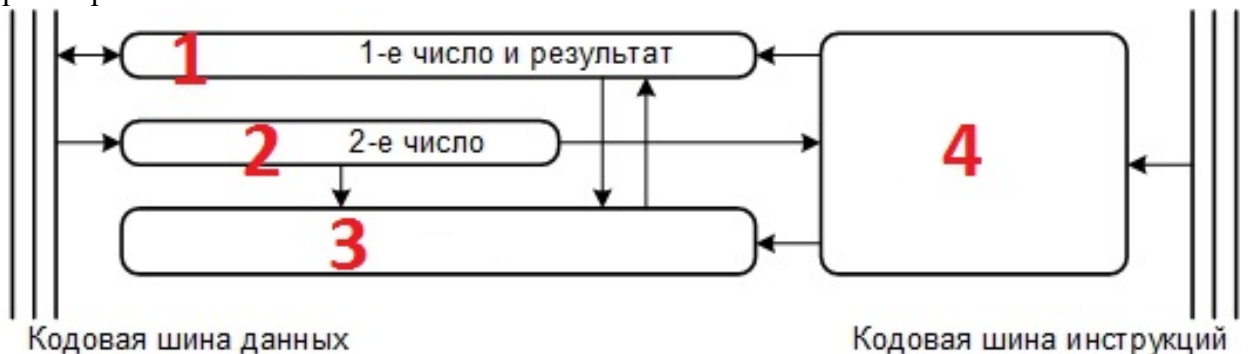 1 1-е число и результат
2 2-е число
4
3
Кодовая шина данных
Кодовая шина инструкций